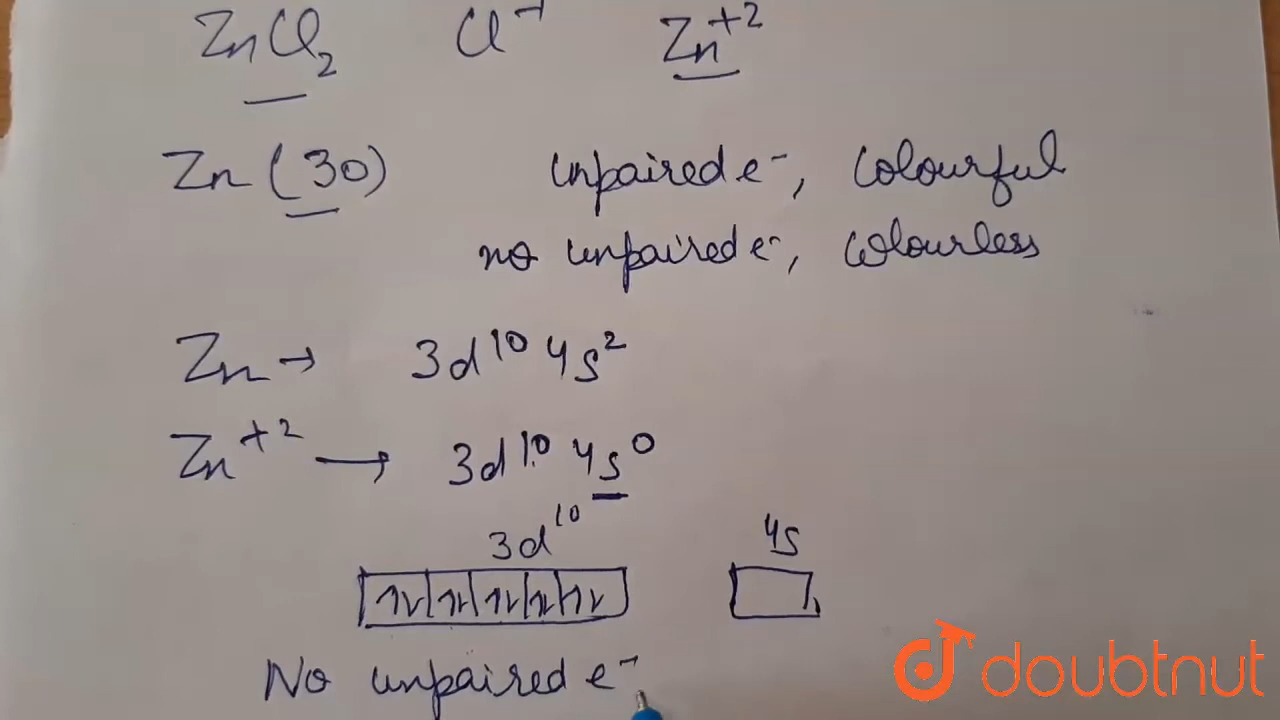 ZnCl₂ Cl⁻¹ Zn⁺²
Zn (30) unpaired e⁻, colourful
no unpaired e⁻, colourless
Zn → 3d¹⁰ 4s²
Zn⁺² → 3d¹⁰ 4s⁰
3d¹⁰ 4s
↑↓ ↑↓ ↑↓ ↑↓ ↑↓
No unpaired e⁻
doubtnut